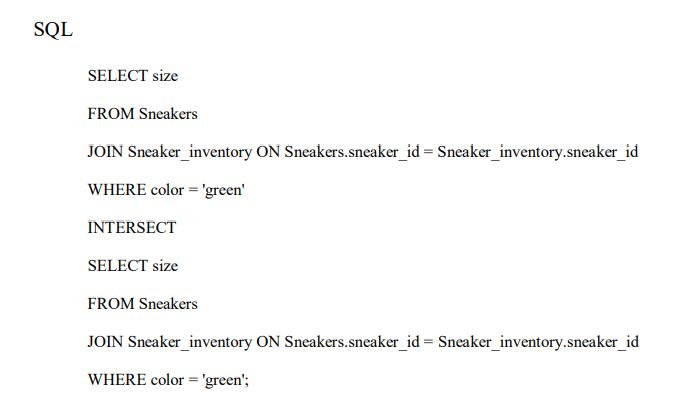 SQL
SELECT size
FROM Sneakers
JOIN Sneaker_inventory ON Sneakers.sneaker_id = Sneaker_inventory.sneaker_id
WHERE color = 'green'
INTERSECT
SELECT size
FROM Sneakers
JOIN Sneaker_inventory ON Sneakers.sneaker_id = Sneaker_inventory.sneaker_id
WHERE color = 'green';